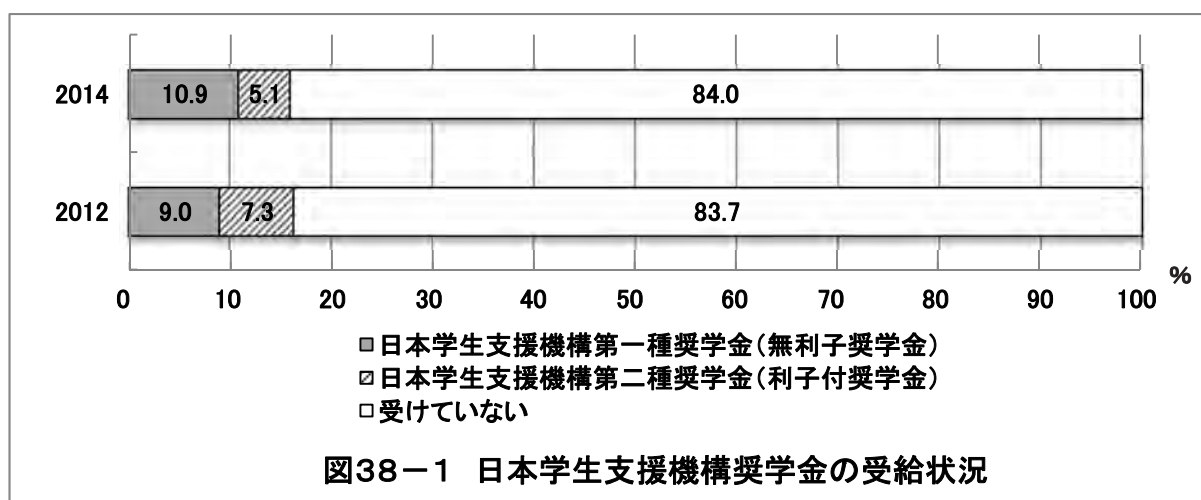 2014 10.9 5.1 84.0
2012 9.0 7.3 83.7
0 10 20 30 40 50 60 70 80 90 100 %
日本学生支援機構第一種奨学金(無利子奨学金)
日本学生支援機構第二種奨学金(利子付奨学金)
受けていない
図38-1 日本学生支援機構奨学金の受給状況